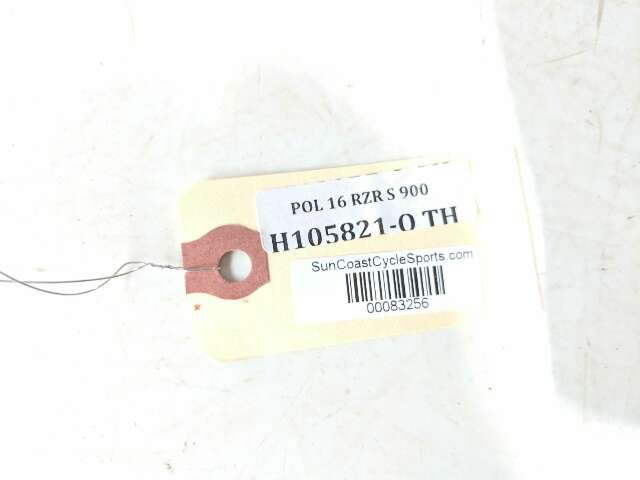 POL 16 RZR S 900
H105821-O TH
SunCoastCycleSports.com
00083256